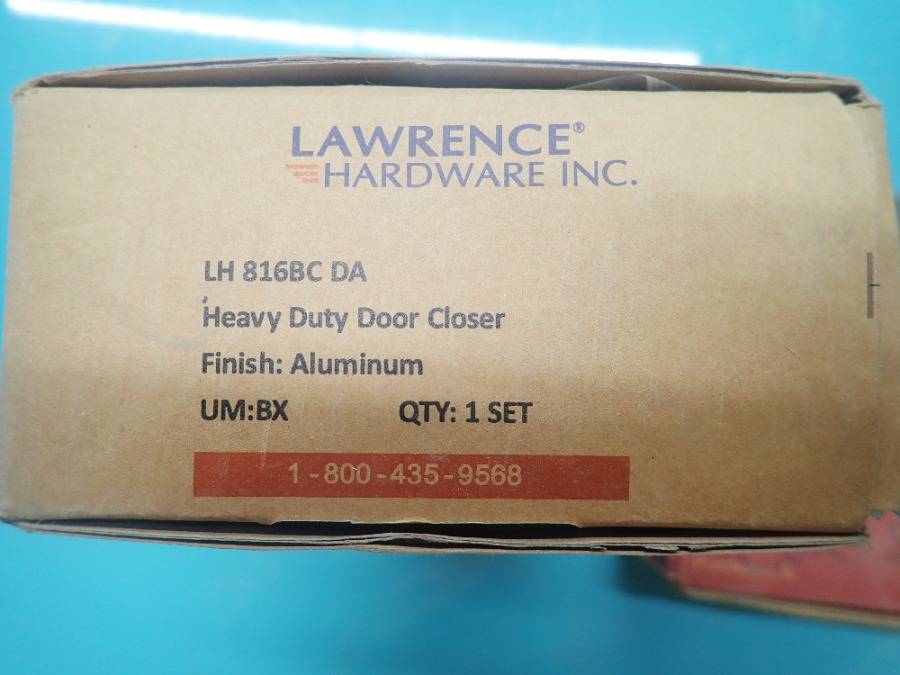 LAWRENCE®
HARDWARE INC.
LH 816BC DA
Heavy Duty Door Closer
Finish: Aluminum
UM:BX QTY: 1 SET
1-800-435-9568